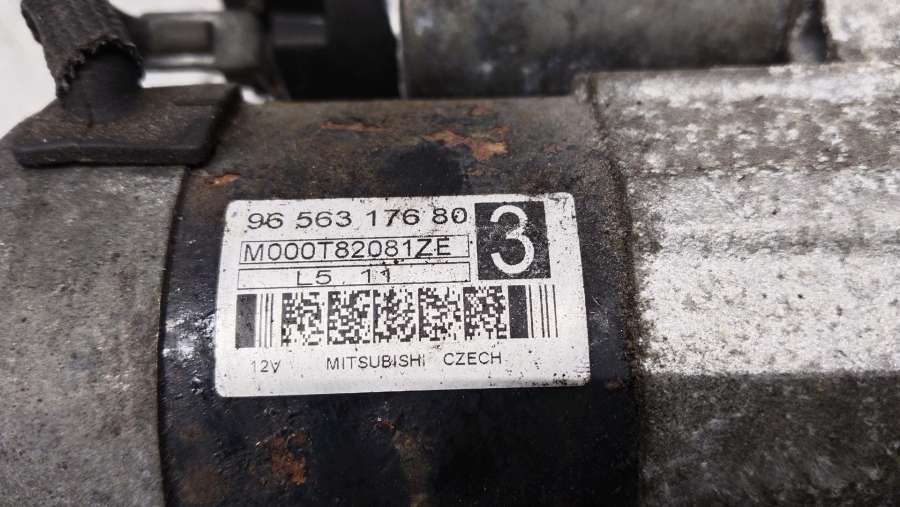 96 563 176 80
3
M000T82081ZE
L5 11
12V MITSUBISHI CZECH